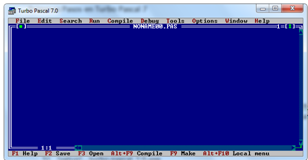 Turbo Pascal 7.0
File Edit Search Run Compile Debug Tools Options Window Help
NONAME00.PAS 1
1:1
F1 Help F2 Save F3 Open Alt+F9 Compile F9 Make Alt+F10 Local menu